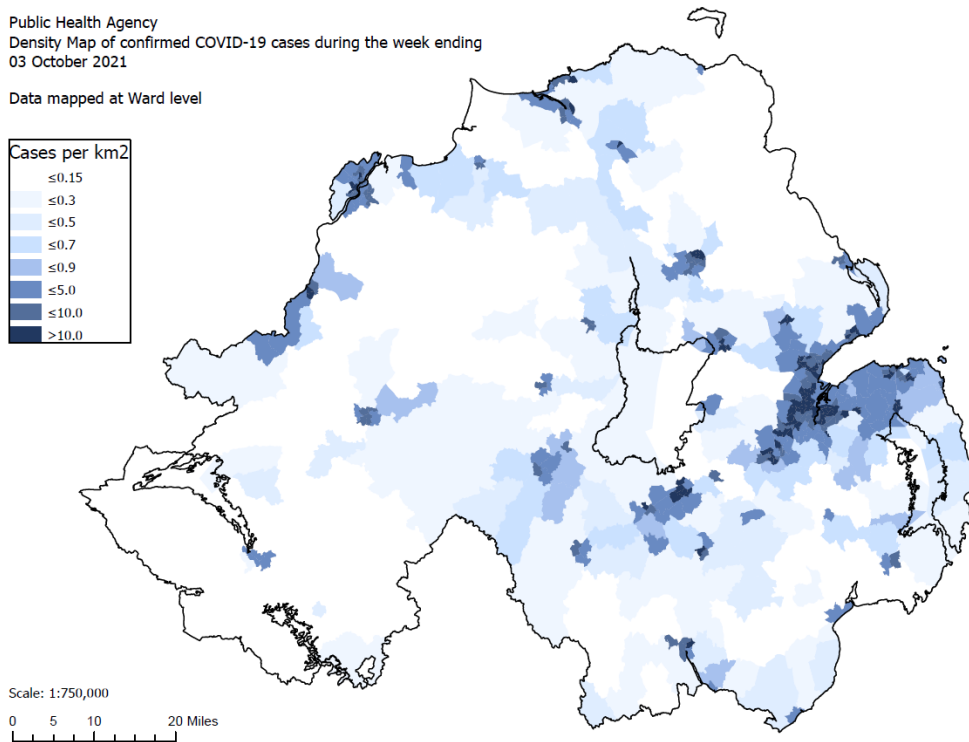 Public Health Agency
Density Map of confirmed COVID-19 cases during the week ending
03 October 2021
Data mapped at Ward level
Cases per km2
≤0.15
≤0.3
≤0.5
≤0.7
≤0.9
≤5.0
≤10.0
>10.0
Scale: 1:750,000
0 5 10 20 Miles